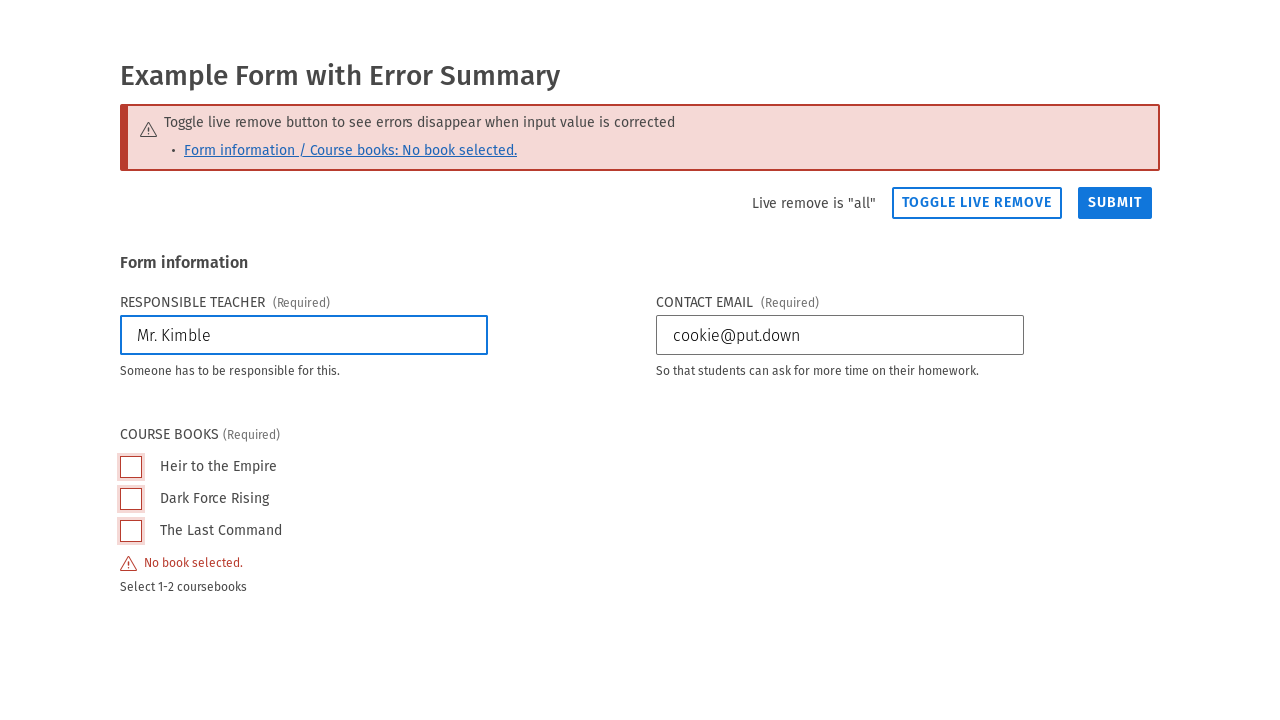 Example Form with Error Summary
Toggle live remove button to see errors disappear when input value is corrected
• Form information / Course books: No book selected.
Live remove is "all" TOGGLE LIVE REMOVE SUBMIT
Form information
RESPONSIBLE TEACHER (Required)
Mr. Kimble
Someone has to be responsible for this.
CONTACT EMAIL (Required)
cookie@put.down
So that students can ask for more time on their homework.
COURSE BOOKS (Required)
Heir to the Empire
Dark Force Rising
The Last Command
No book selected.
Select 1-2 coursebooks